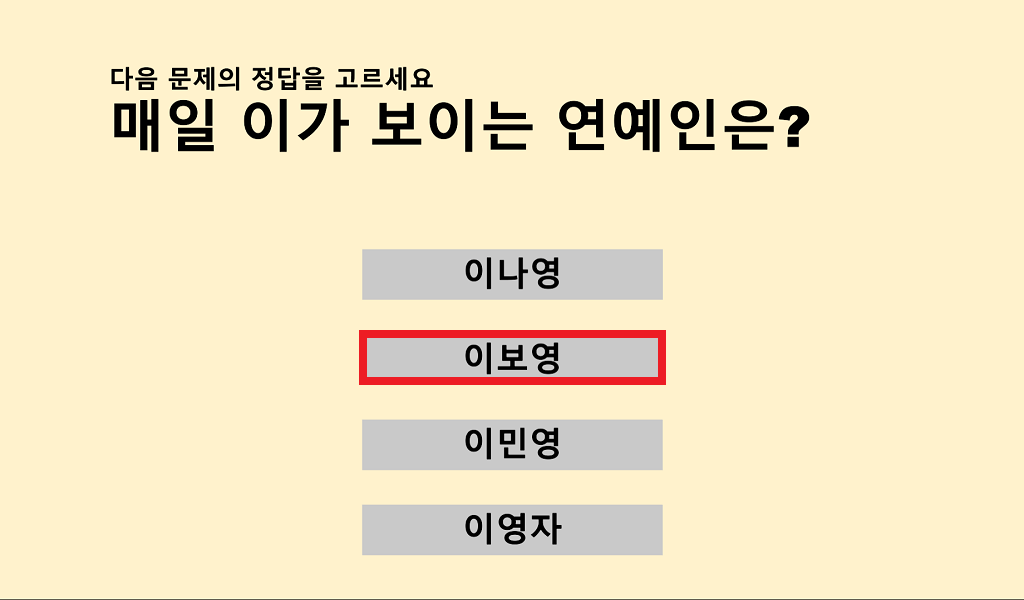 다음 문제의 정답을 고르세요
매일 이가 보이는 연예인은?
이나영
이보영
이민영
이영자